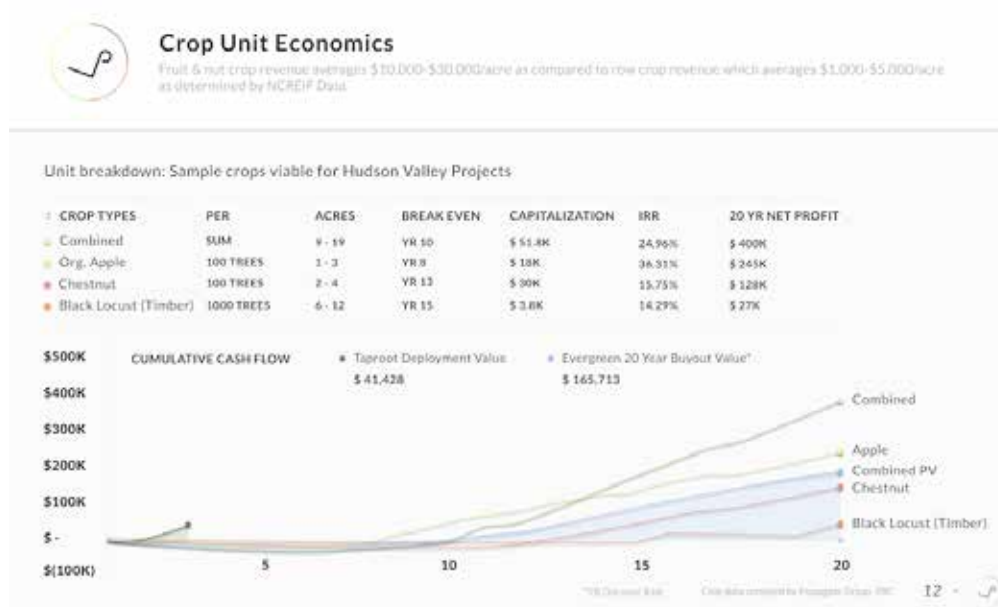 Crop Unit Economics
Fruit & nut crop revenue averages $10,000-$30,000/acre as compared to row crop revenue which averages $1,000-$5,000/acre
as determined by NCREIF Data
Unit breakdown: Sample crops viable for Hudson Valley Projects
CROP TYPES PER ACRES BREAK EVEN CAPITALIZATION IRR 20 YR NET PROFIT
Combined SUM 9 - 19 YR 10 $ 51.8K 24.96% $ 400K
Org. Apple 100 TREES 1 - 3 YR 8 $ 18K 36.31% $ 245K
Chestnut 100 TREES 2 - 4 YR 13 $ 30K 15.75% $ 128K
Black Locust (Timber) 1000 TREES 6 - 12 YR 15 $ 3.8K 14.29% $ 27K
$500K CUMULATIVE CASH FLOW Taproot Deployment Value Evergreen 20 Year Buyout Value*
$ 41,428 $ 165,713
$400K Combined
$300K
$200K Apple
Combined PV
Chestnut
$100K
$ - Black Locust (Timber)
$(100K) 5 10 15 20
12